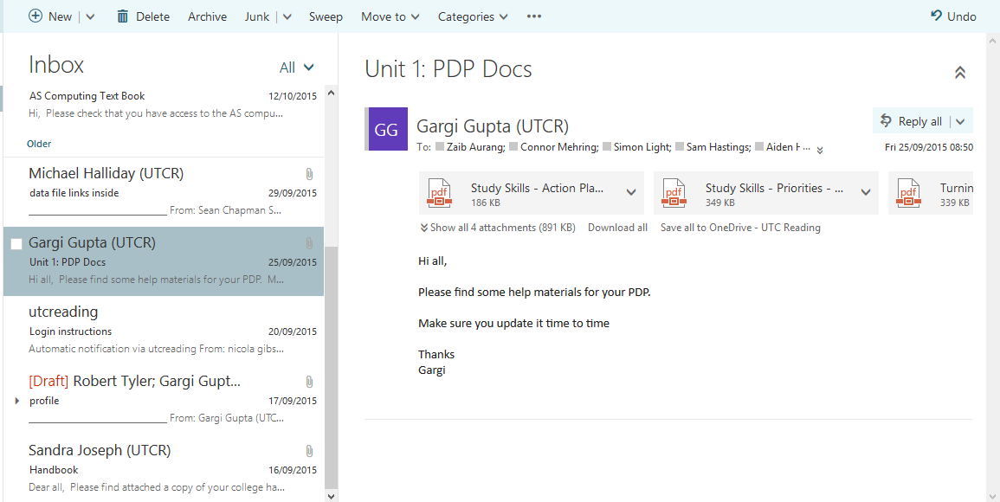 New Delete Archive Junk Sweep Move to Categories ••• Undo
Inbox All
AS Computing Text Book 12/10/2015
Hi, Please check that you have access to the AS compu...
Older
Michael Halliday (UTCR)
data file links inside 29/09/2015
________________________ From: Sean Chapman S...
Gargi Gupta (UTCR)
Unit 1: PDP Docs 25/09/2015
Hi all, Please find some help materials for your PDP. M...
utcreading
Login instructions 20/09/2015
Automatic notification via utcreading From: nicola gibs...
[Draft] Robert Tyler; Gargi Gupt...
profile 17/09/2015
________________________ From: Gargi Gupta (UTC...
Sandra Joseph (UTCR)
Handbook 16/09/2015
Dear all, Please find attached a copy of your college ha...
Unit 1: PDP Docs
GG
Gargi Gupta (UTCR)
Reply all
To: Zaib Aurang; Connor Mehring; Simon Light; Sam Hastings; Aiden ...
Fri 25/09/2015 08:50
pdf Study Skills - Action Pla...
186 KB
pdf Study Skills - Priorities - ...
349 KB
pdf Turnin
339 KB
Show all 4 attachments (891 KB) Download all Save all to OneDrive - UTC Reading
Hi all,
Please find some help materials for your PDP.
Make sure you update it time to time
Thanks
Gargi